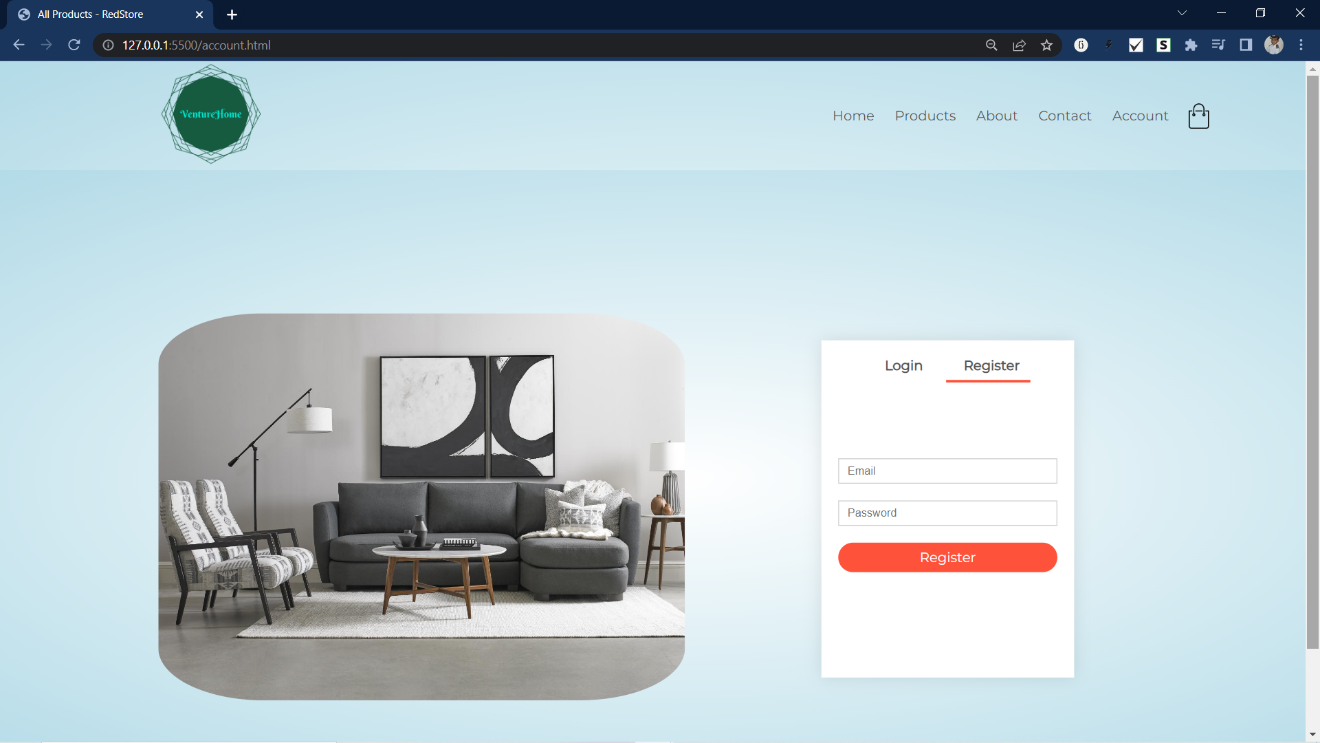 All Products - RedStore
127.0.0.1:5500/account.html
VentureHome
Home Products About Contact Account
Login Register
Email
Password
Register